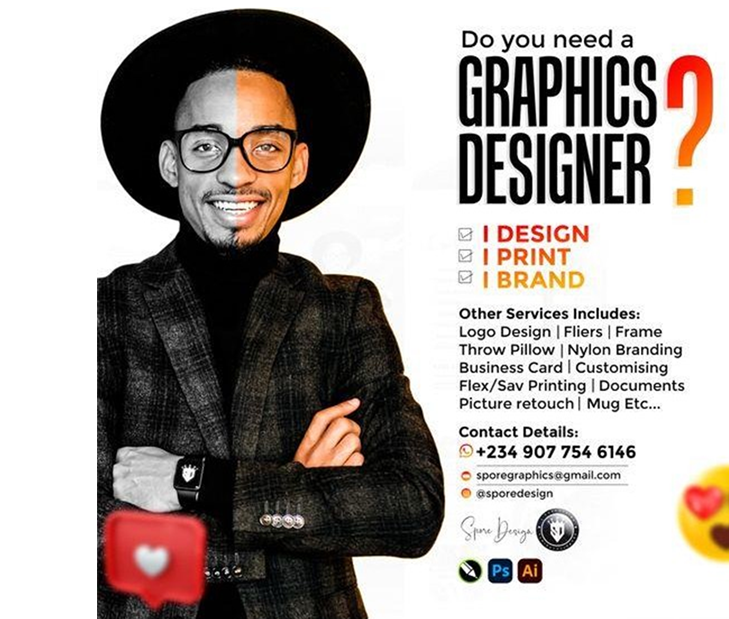 Do you need a
GRAPHICS
DESIGNER ?
I DESIGN
I PRINT
I BRAND
Other Services Includes:
Logo Design | Fliers | Frame
Throw Pillow | Nylon Branding
Business Card | Customising
Flex/Sav Printing | Documents
Picture retouch | Mug Etc...
Contact Details:
+234 907 754 6146
sporegraphics@gmail.com
@sporedesign
Spore Design
Ps Ai